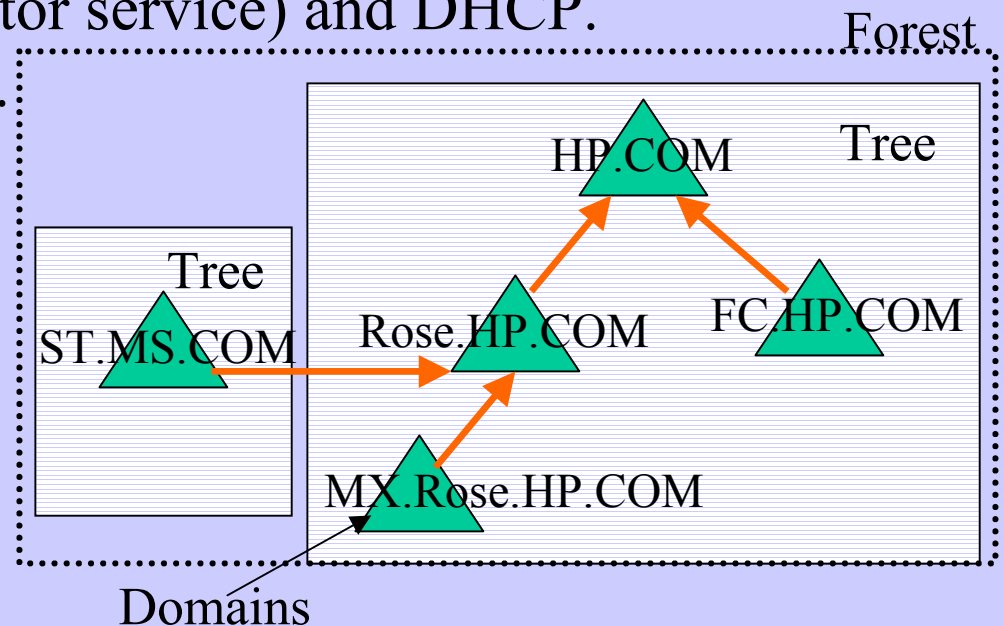 tor service) and DHCP.
Forest
.
HP.COM
Tree
Tree
ST.MS.COM
Rose.HP.COM
FC.HP.COM
MX.Rose.HP.COM
Domains